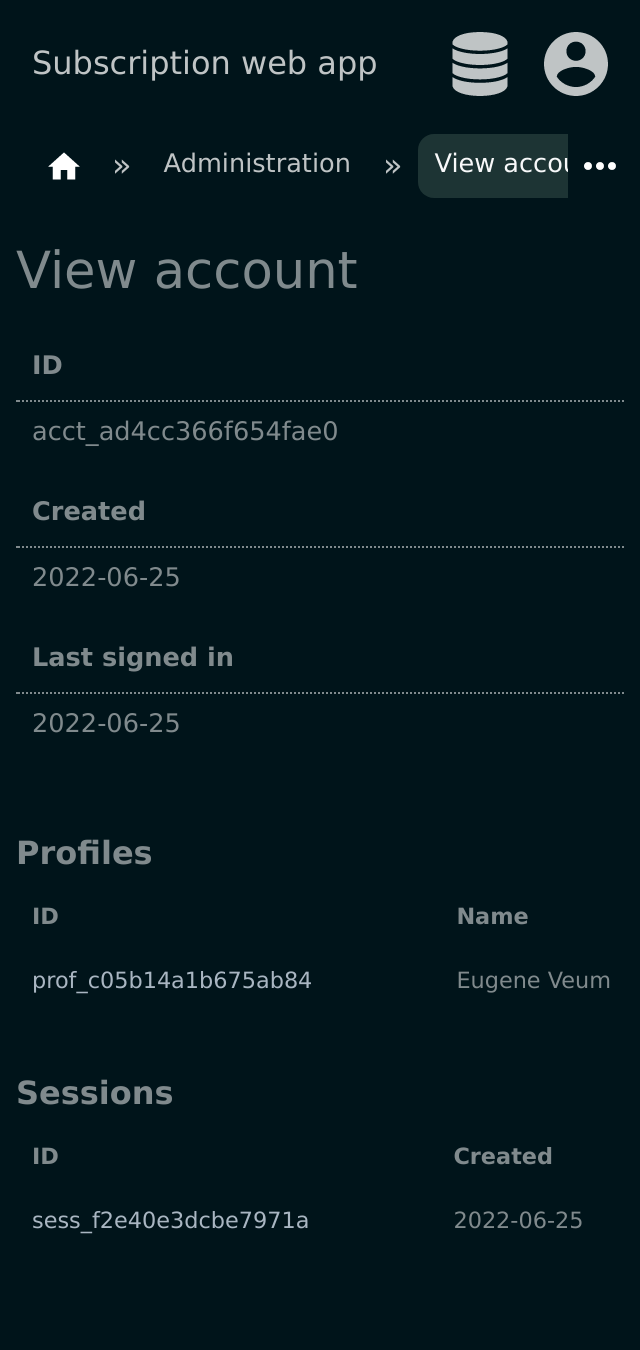 Subscription web app
» Administration » View accou
View account
ID
acct_ad4cc366f654fae0
Created
2022-06-25
Last signed in
2022-06-25
Profiles
ID Name
prof_c05b14a1b675ab84 Eugene Veum
Sessions
ID Created
sess_f2e40e3dcbe7971a 2022-06-25